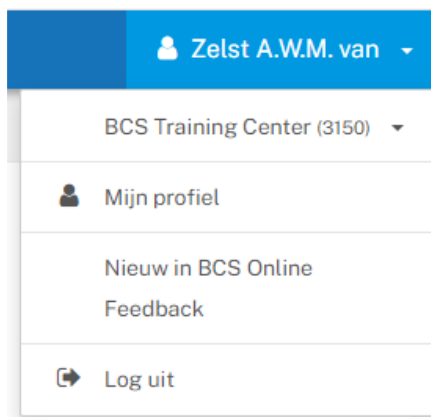 Zelst A.W.M. van
BCS Training Center (3150)
Mijn profiel
Nieuw in BCS Online
Feedback
Log uit